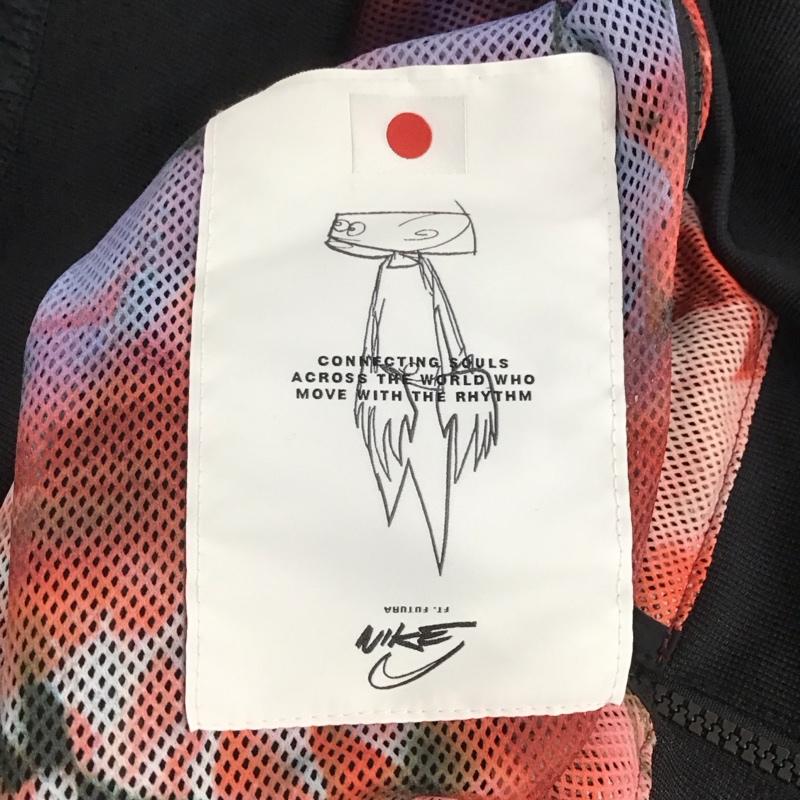 CONNECTING SOULS
ACROSS THE WORLD WHO
MOVE WITH THE RHYTHM
FT. FUTURA
NIKE